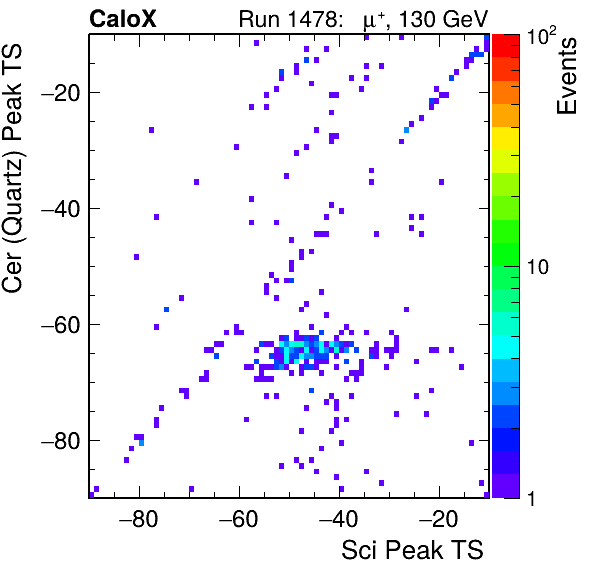 CaloX Run 1478: μ⁺, 130 GeV
Cer (Quartz) Peak TS
−20
−40
−60
−80
−80 −60 −40 −20
Sci Peak TS
10²
10
1
Events